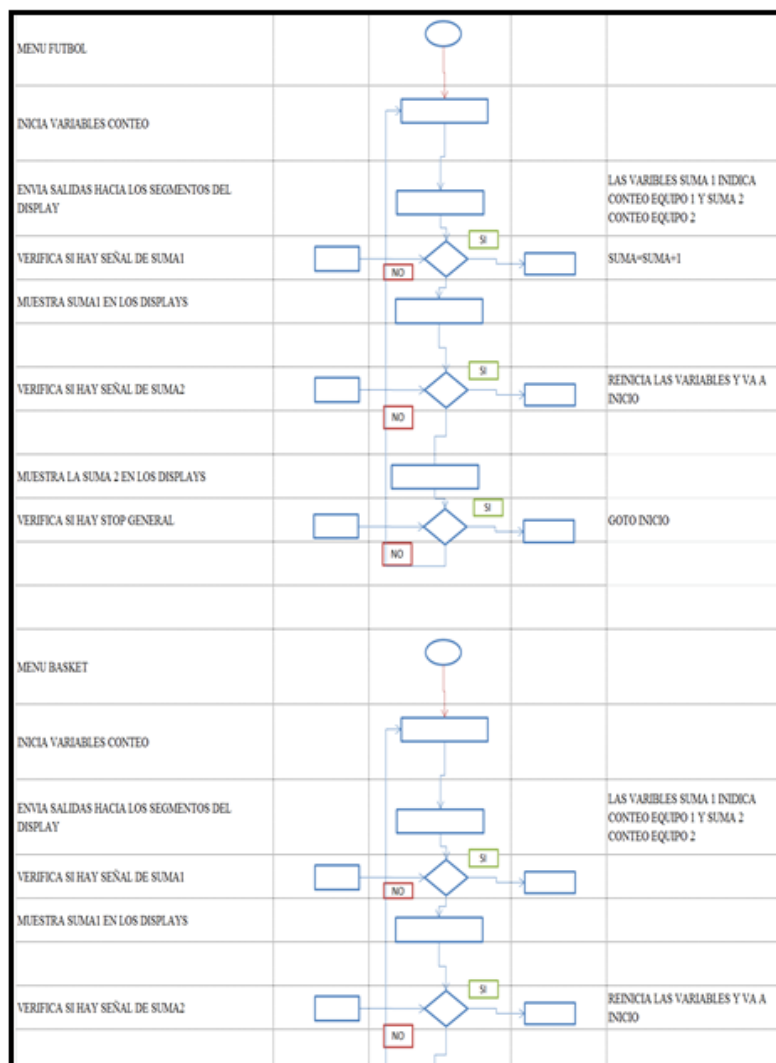 MENU FUTBOL
INICIA VARIABLES CONTEO
ENVIA SALIDAS HACIA LOS SEGMENTOS DEL
DISPLAY
LAS VARIBLES SUMA 1 INIDICA
CONTEO EQUIPO 1 Y SUMA 2
CONTEO EQUIPO 2
SI
VERIFICA SI HAY SEÑAL DE SUMA1
NO
SUMA=SUMA+1
MUESTRA SUMA1 EN LOS DISPLAYS
SI
VERIFICA SI HAY SEÑAL DE SUMA2
REINICIA LAS VARIABLES Y VA A
INICIO
NO
MUESTRA LA SUMA 2 EN LOS DISPLAYS
SI
VERIFICA SI HAY STOP GENERAL
GOTO INICIO
NO
MENU BASKET
INICIA VARIABLES CONTEO
ENVIA SALIDAS HACIA LOS SEGMENTOS DEL
DISPLAY
LAS VARIBLES SUMA 1 INIDICA
CONTEO EQUIPO 1 Y SUMA 2
CONTEO EQUIPO 2
SI
VERIFICA SI HAY SEÑAL DE SUMA1
NO
MUESTRA SUMA1 EN LOS DISPLAYS
SI
VERIFICA SI HAY SEÑAL DE SUMA2
REINICIA LAS VARIABLES Y VA A
INICIO
NO